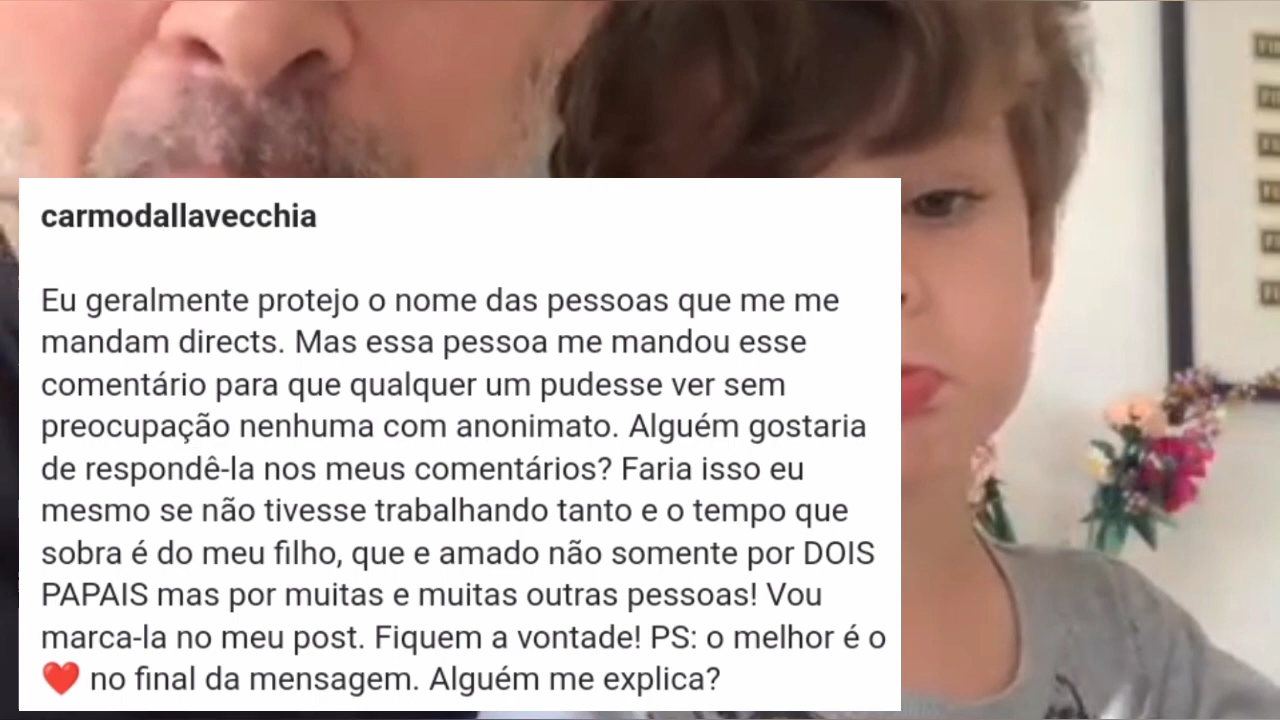 carmodallavecchia
Eu geralmente protejo o nome das pessoas que me me
mandam directs. Mas essa pessoa me mandou esse
comentário para que qualquer um pudesse ver sem
preocupação nenhuma com anonimato. Alguém gostaria
de respondê-la nos meus comentários? Faria isso eu
mesmo se não tivesse trabalhando tanto e o tempo que
sobra é do meu filho, que e amado não somente por DOIS
PAPAIS mas por muitas e muitas outras pessoas! Vou
marca-la no meu post. Fiquem a vontade! PS: o melhor é o
❤️ no final da mensagem. Alguém me explica?